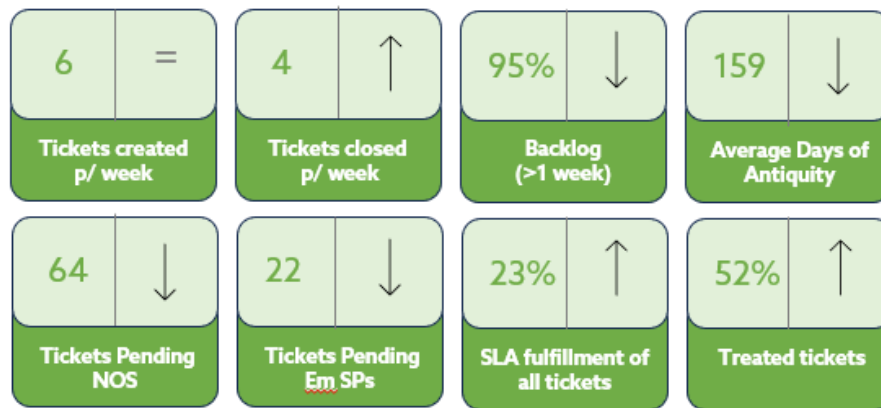 6 =
4 ↑
95% ↓
159 ↓
Tickets created
p/ week
Tickets closed
p/ week
Backlog
(>1 week)
Average Days of
Antiquity
64 ↓
22 ↓
23% ↑
52% ↑
Tickets Pending
NOS
Tickets Pending
Em SPs
SLA fulfillment of
all tickets
Treated tickets